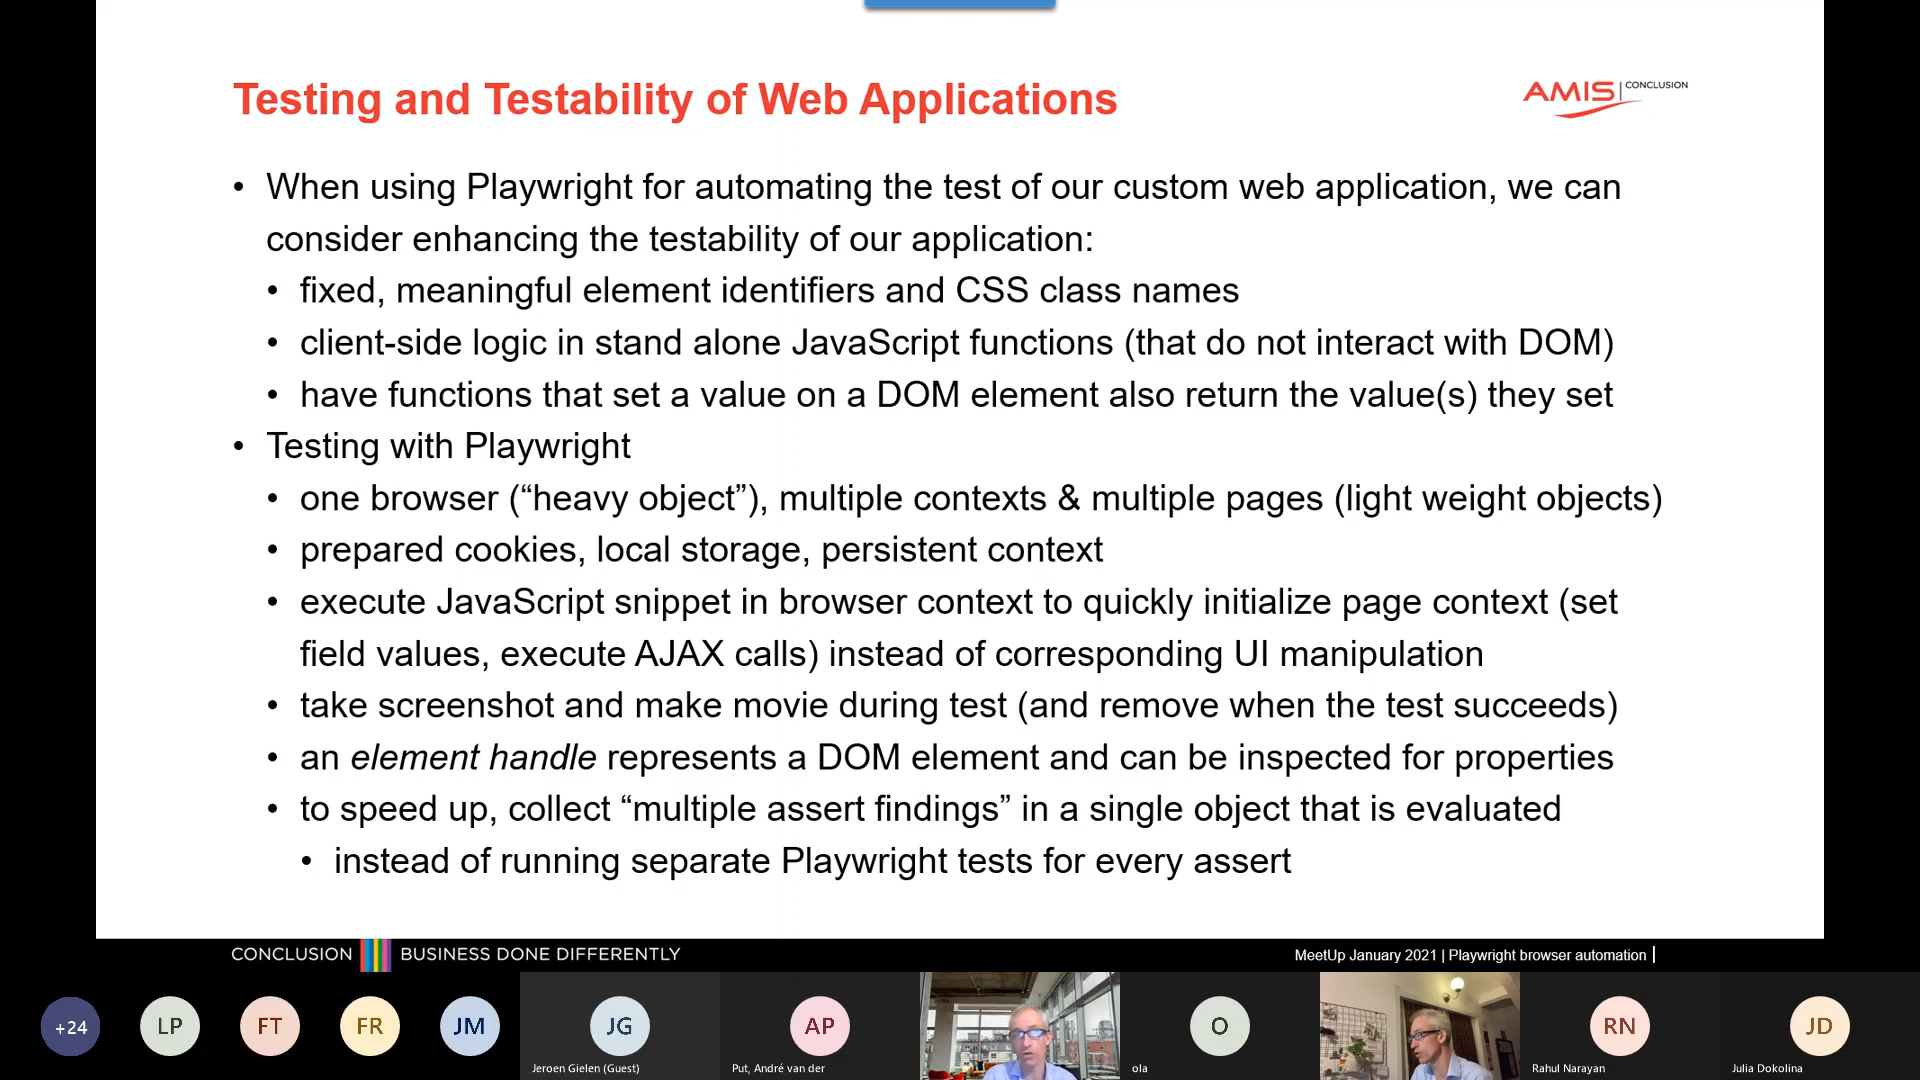 Testing and Testability of Web Applications
AMIS | CONCLUSION
• When using Playwright for automating the test of our custom web application, we can
consider enhancing the testability of our application:
• fixed, meaningful element identifiers and CSS class names
• client-side logic in stand alone JavaScript functions (that do not interact with DOM)
• have functions that set a value on a DOM element also return the value(s) they set
• Testing with Playwright
• one browser (“heavy object”), multiple contexts & multiple pages (light weight objects)
• prepared cookies, local storage, persistent context
• execute JavaScript snippet in browser context to quickly initialize page context (set
field values, execute AJAX calls) instead of corresponding UI manipulation
• take screenshot and make movie during test (and remove when the test succeeds)
• an element handle represents a DOM element and can be inspected for properties
• to speed up, collect “multiple assert findings” in a single object that is evaluated
• instead of running separate Playwright tests for every assert
CONCLUSION BUSINESS DONE DIFFERENTLY
MeetUp January 2021 | Playwright browser automation |
+24 LP FT FR JM JG AP O RN JD
Jeroen Gielen (Guest) Put, André van der ola Rahul Narayan Julia Dokolina